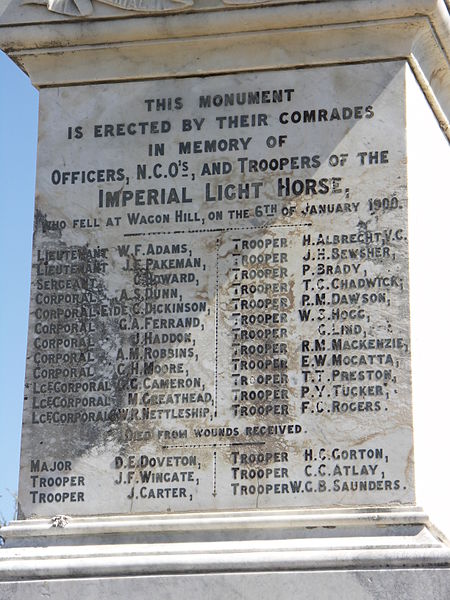 THIS MONUMENT
IS ERECTED BY THEIR COMRADES
IN MEMORY OF
OFFICERS, N.C.O's, AND TROOPERS OF THE
IMPERIAL LIGHT HORSE,
WHO FELL AT WAGON HILL, ON THE 6TH OF JANUARY 1900.
LIEUTENANT W.F. ADAMS,
LIEUTENANT J.E. PAKEMAN,
SERGEANT HOWARD,
CORPORAL A.S. DUNN,
CORPORAL C. DICKINSON,
CORPORAL G.A. FERRAND,
CORPORAL J. HADDON,
CORPORAL A.M. ROBBINS,
CORPORAL C.H. MOORE,
LCE CORPORAL C. CAMERON,
LCE CORPORAL M. GREATHEAD,
LCE CORPORAL W.R. NETTLESHIP,
TROOPER H. ALBRECHT, V.C.
TROOPER J.H. BEWSHER,
TROOPER P. BRADY,
TROOPER T.C. CHADWICK,
TROOPER P.M. DAWSON,
TROOPER W.S. HOGG,
TROOPER G. LIND,
TROOPER R.M. MACKENZIE,
TROOPER E.W. MOCATTA,
TROOPER T.T. PRESTON,
TROOPER P.Y. TUCKER,
TROOPER F.C. ROGERS.
DIED FROM WOUNDS RECEIVED.
MAJOR D.E. DOVETON,
TROOPER J.F. WINGATE,
TROOPER J. CARTER,
TROOPER H.G. GORTON,
TROOPER C.C. ATLAY,
TROOPER W.G.B. SAUNDERS.